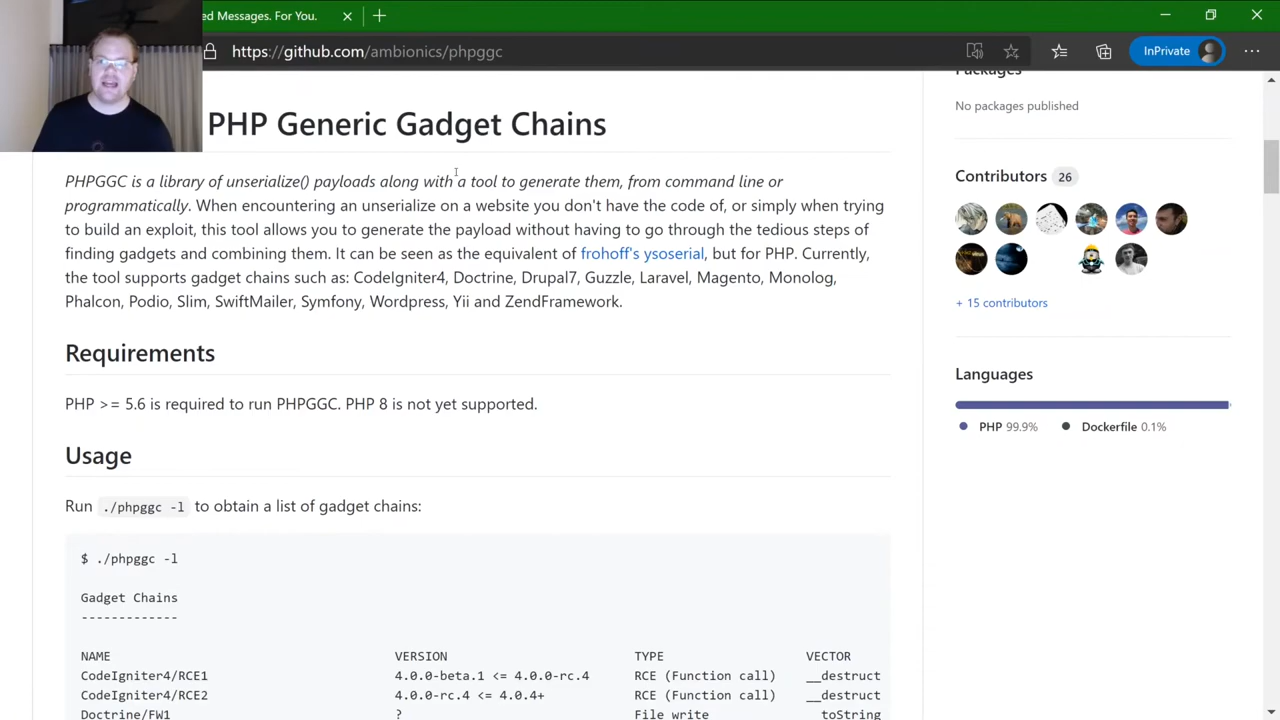 ed Messages. For You.
https://github.com/ambionics/phpggc
InPrivate
PHP Generic Gadget Chains
PHPGGC is a library of unserialize() payloads along with a tool to generate them, from command line or
programmatically. When encountering an unserialize on a website you don't have the code of, or simply when trying
to build an exploit, this tool allows you to generate the payload without having to go through the tedious steps of
finding gadgets and combining them. It can be seen as the equivalent of frohoff's ysoserial, but for PHP. Currently,
the tool supports gadget chains such as: CodeIgniter4, Doctrine, Drupal7, Guzzle, Laravel, Magento, Monolog,
Phalcon, Podio, Slim, SwiftMailer, Symfony, Wordpress, Yii and ZendFramework.
Requirements
PHP >= 5.6 is required to run PHPGGC. PHP 8 is not yet supported.
Usage
Run ./phpggc -l to obtain a list of gadget chains:
$ ./phpggc -l
Gadget Chains
-------------
NAME VERSION TYPE VECTOR
CodeIgniter4/RCE1 4.0.0-beta.1 <= 4.0.0-rc.4 RCE (Function call) __destruct
CodeIgniter4/RCE2 4.0.0-rc.4 <= 4.0.4+ RCE (Function call) __destruct
Doctrine/FW1 ? File write __toString
Packages
No packages published
Contributors 26
+ 15 contributors
Languages
PHP 99.9% Dockerfile 0.1%